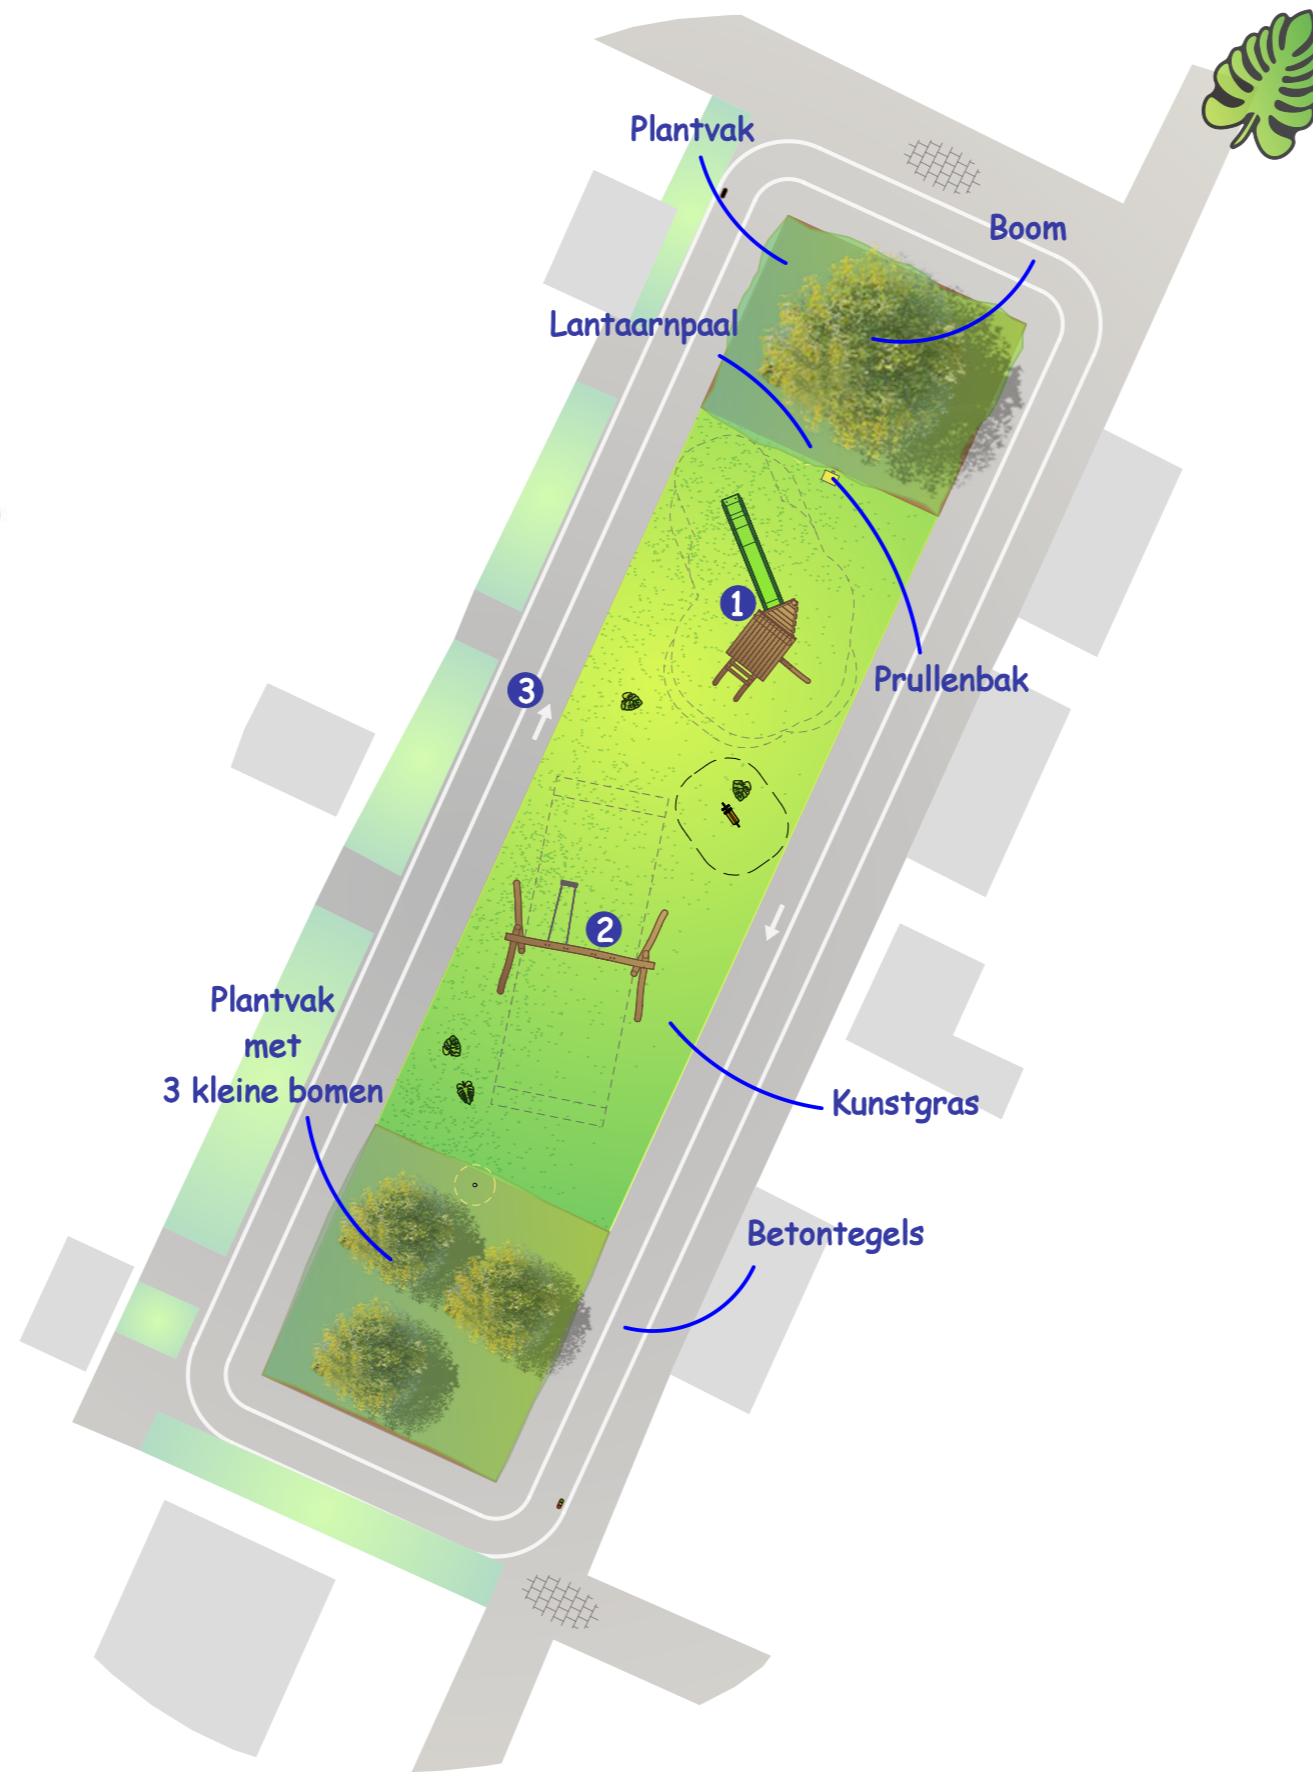 Plantvak
Boom
Lantaarnpaal
1
Prullenbak
3
2
Plantvak
met
3 kleine bomen
Kunstgras
Betontegels